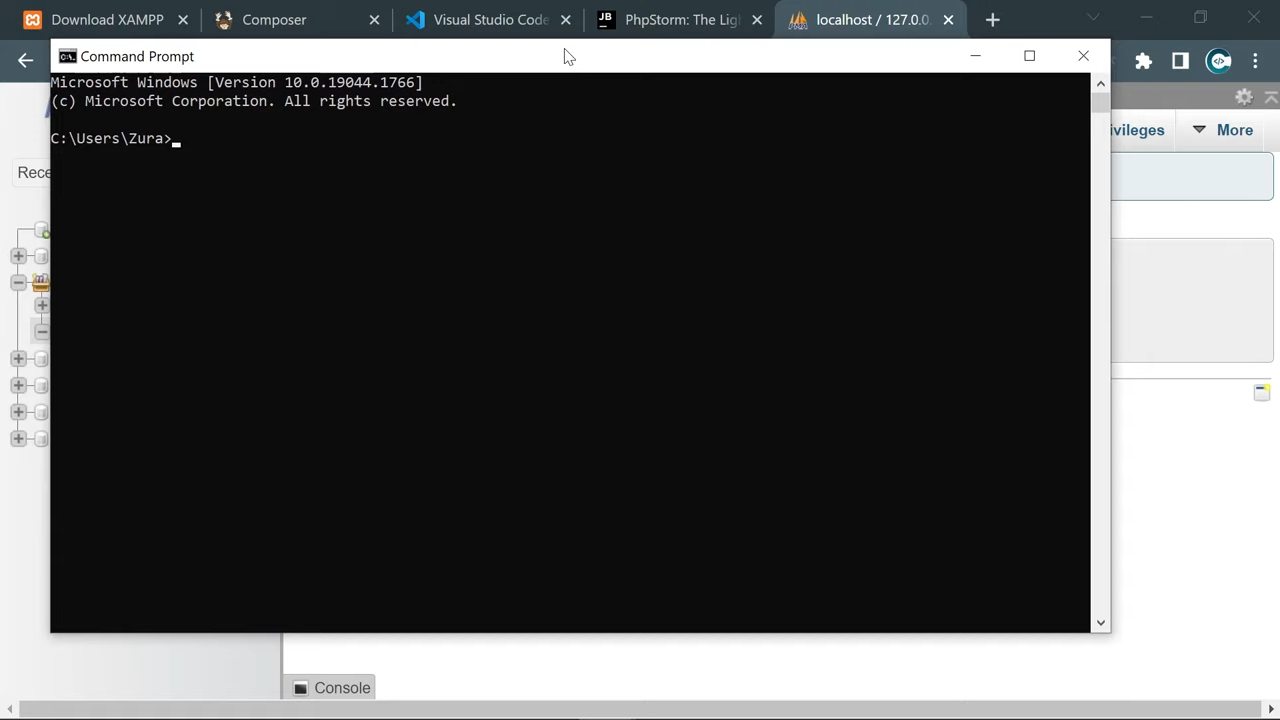 Download XAMPP
Composer
Visual Studio Code
PhpStorm: The Lig
localhost / 127.0.0.
Command Prompt
Microsoft Windows [Version 10.0.19044.1766]
(c) Microsoft Corporation. All rights reserved.
C:\Users\Zura>
ivileges
More
Rece
Console